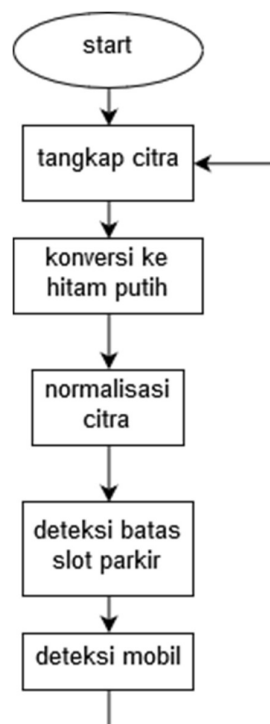 start
tangkap citra
konversi ke
hitam putih
normalisasi
citra
deteksi batas
slot parkir
deteksi mobil